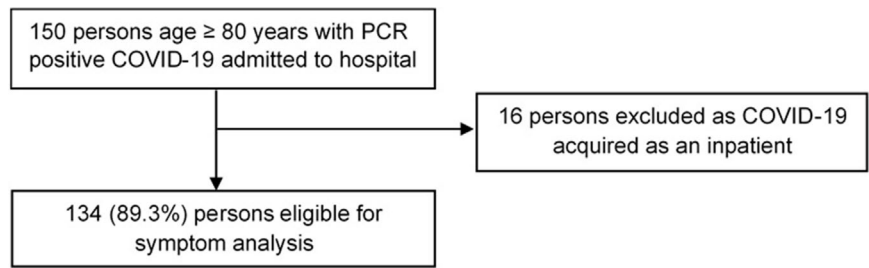 150 persons age ≥ 80 years with PCR
positive COVID-19 admitted to hospital
16 persons excluded as COVID-19
acquired as an inpatient
134 (89.3%) persons eligible for
symptom analysis